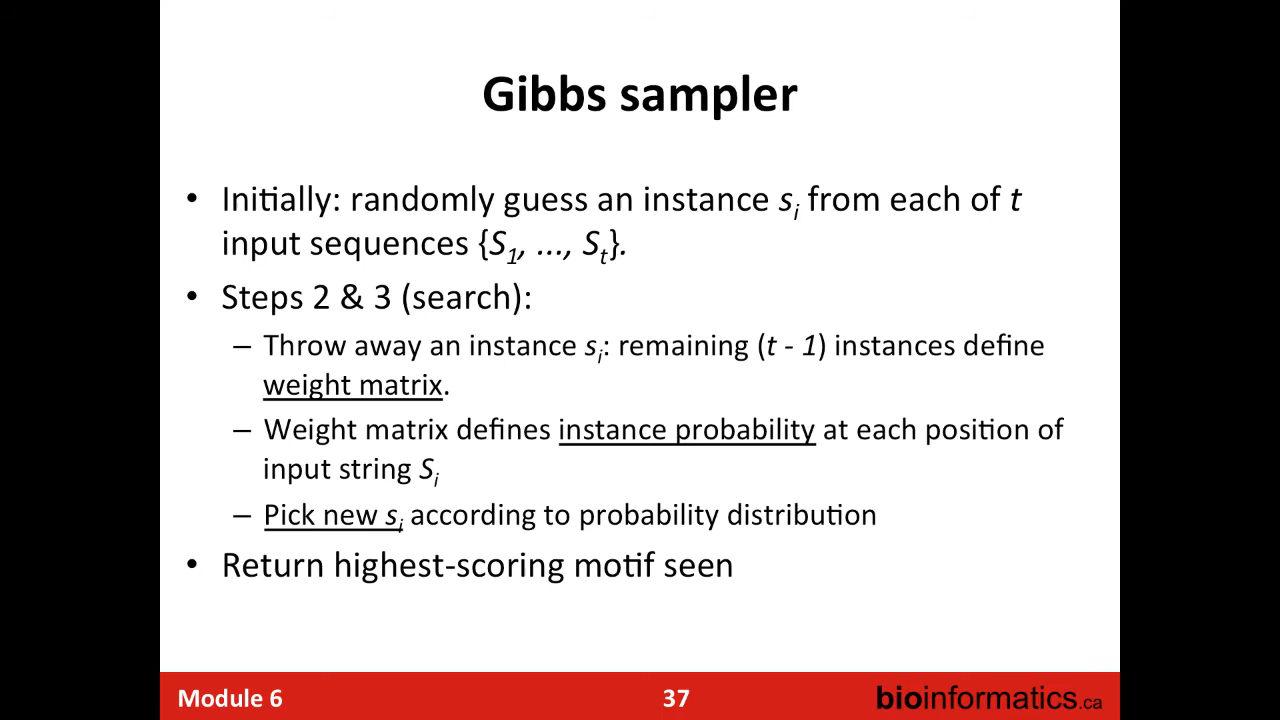 Gibbs sampler
• Initially: randomly guess an instance si from each of t
input sequences {S1, ..., St}.
• Steps 2 & 3 (search):
– Throw away an instance si: remaining (t - 1) instances define
weight matrix.
– Weight matrix defines instance probability at each position of
input string Si
– Pick new si according to probability distribution
• Return highest-scoring motif seen
Module 6
37
bioinformatics.ca